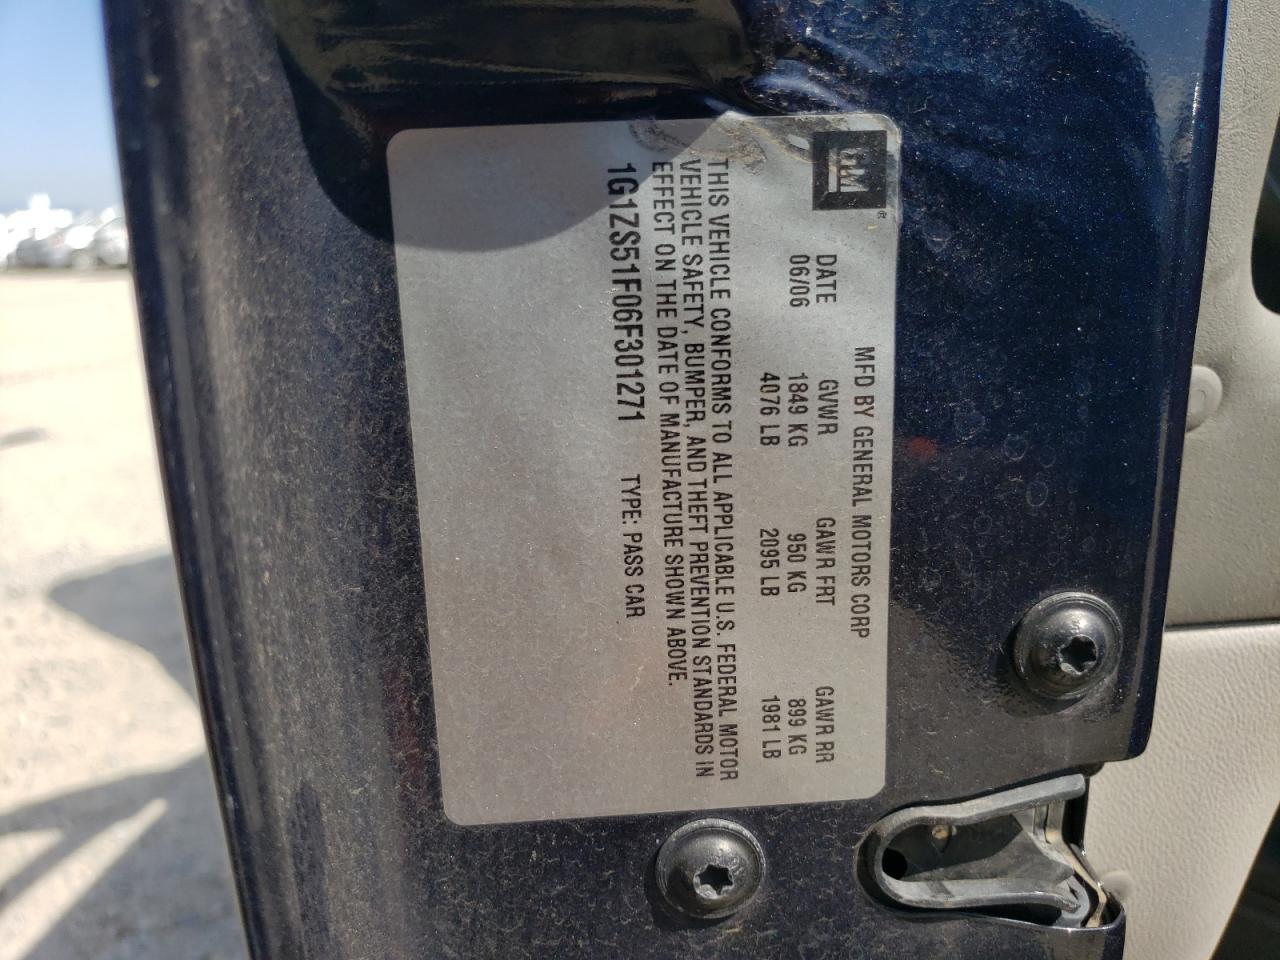 GM®
MFD BY GENERAL MOTORS CORP
DATE GVWR GAWR FRT GAWR RR
06/06 1849 KG 950 KG 899 KG
4076 LB 2095 LB 1981 LB
THIS VEHICLE CONFORMS TO ALL APPLICABLE U.S. FEDERAL MOTOR
VEHICLE SAFETY, BUMPER, AND THEFT PREVENTION STANDARDS IN
EFFECT ON THE DATE OF MANUFACTURE SHOWN ABOVE.
1G1ZS51F06F301271 TYPE: PASS CAR